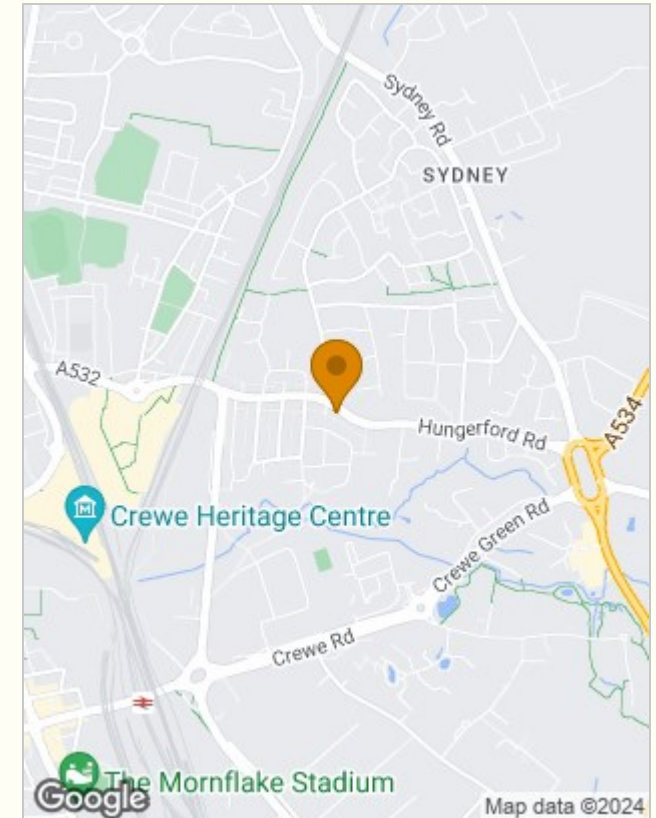 Sydney Rd
SYDNEY
A532
A534
Hungerford Rd
Crewe Heritage Centre
Crewe Green Rd
Crewe Rd
The Mornflake Stadium
Google
Map data ©2024